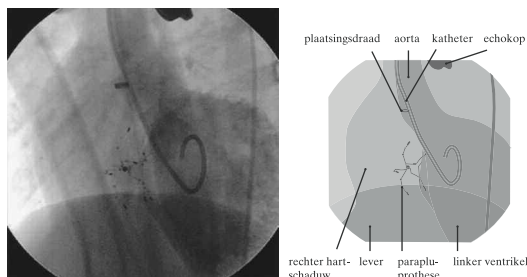 plaatsingsdraad aorta katheter echokop
rechter hart- lever paraplu- linker ventrikel
schaduw prothese